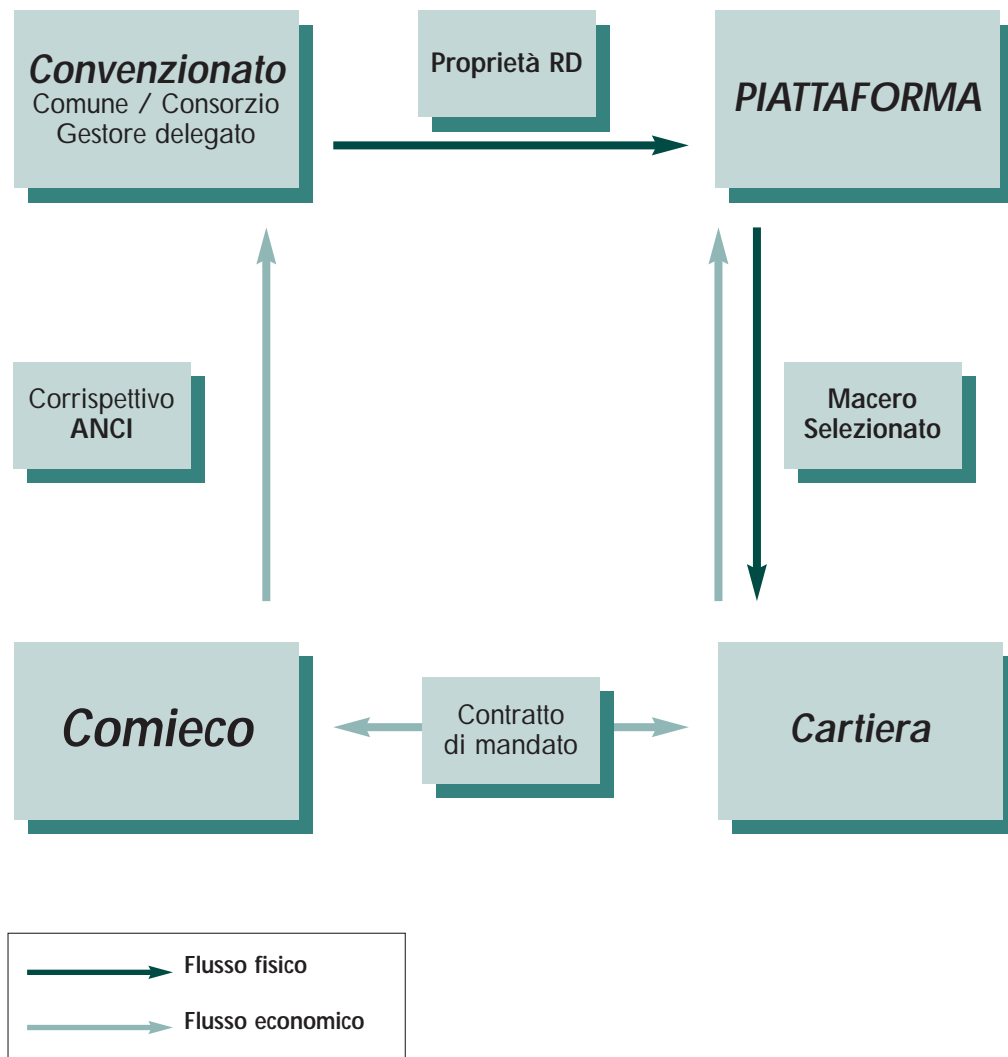 Convenzionato
Comune / Consorzio
Gestore delegato
Proprietà RD
PIATTAFORMA
Corrispettivo
ANCI
Macero
Selezionato
Comieco
Contratto
di mandato
Cartiera
Flusso fisico
Flusso economico